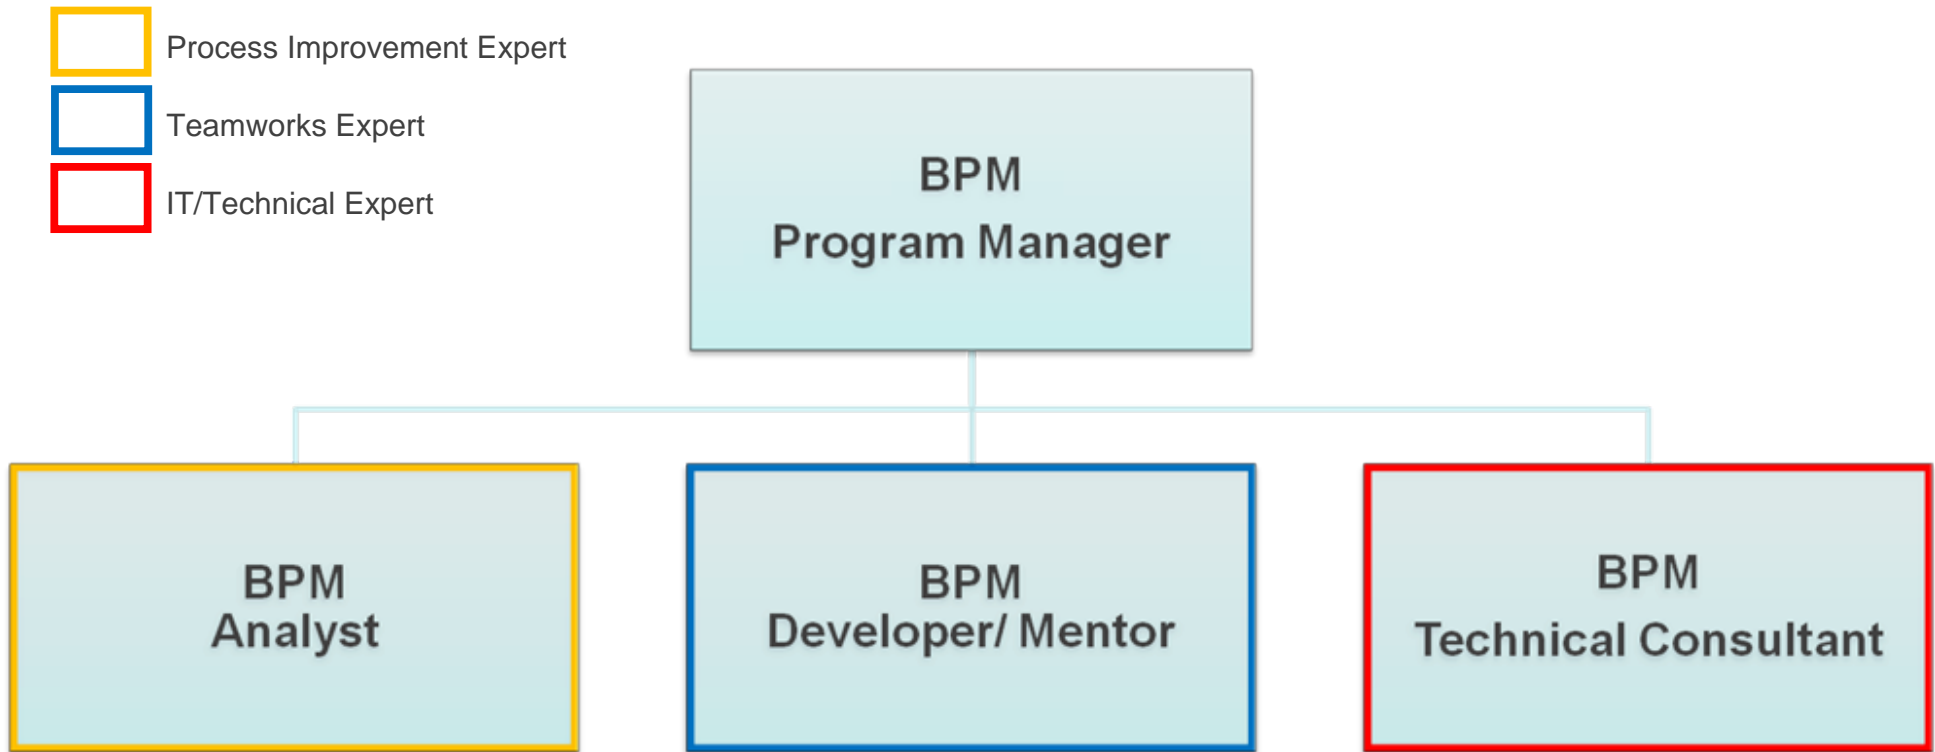 Process Improvement Expert
Teamworks Expert
IT/Technical Expert
BPM
Program Manager
BPM
Analyst
BPM
Developer/ Mentor
BPM
Technical Consultant